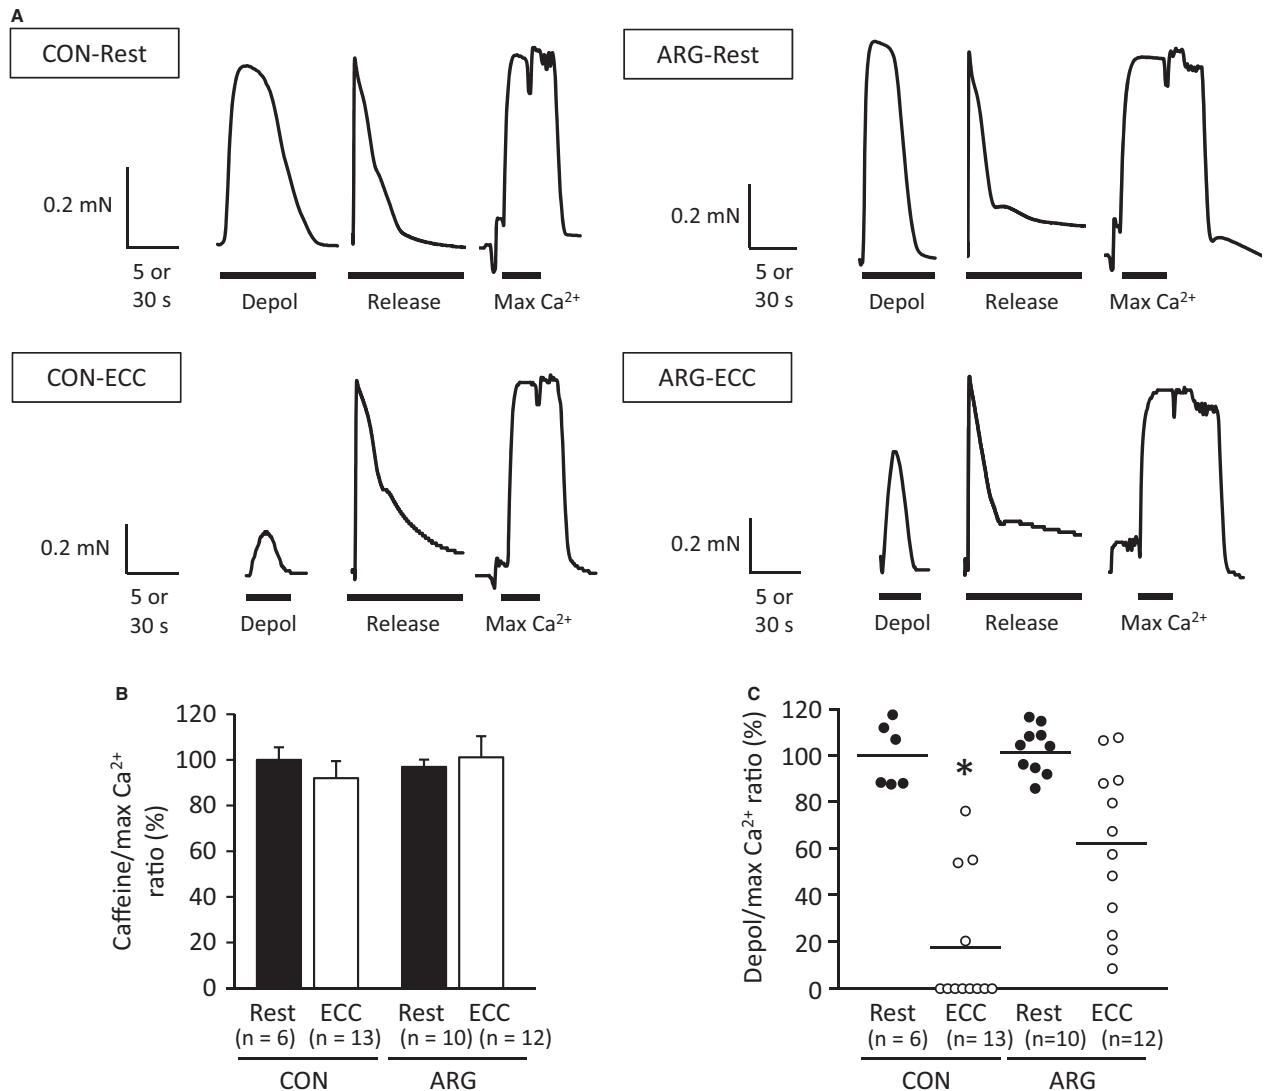 A
CON-Rest
0.2 mN
5 or
30 s
Depol
Release
Max Ca²⁺
ARG-Rest
0.2 mN
5 or
30 s
Depol
Release
Max Ca²⁺
CON-ECC
0.2 mN
5 or
30 s
Depol
Release
Max Ca²⁺
ARG-ECC
0.2 mN
5 or
30 s
Depol
Release
Max Ca²⁺
B
Caffeine/max Ca²⁺
ratio (%)
120
100
80
60
40
20
0
Rest
(n = 6)
ECC
(n = 13)
Rest
(n = 10)
ECC
(n = 12)
CON
ARG
C
Depol/max Ca²⁺ ratio (%)
120
100
80
60
40
20
0
*
Rest
(n = 6)
ECC
(n= 13)
Rest
(n=10)
ECC
(n=12)
CON
ARG